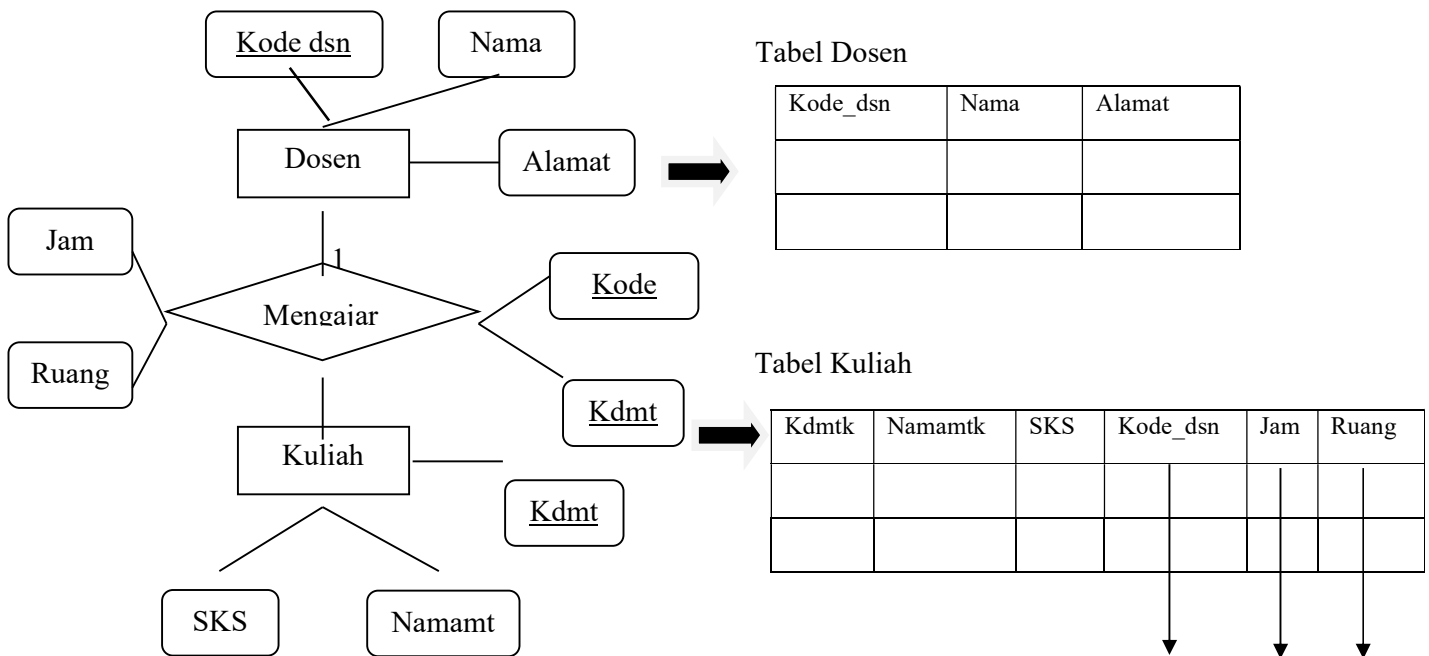 Kode dsn
Nama
Dosen
Alamat
Jam
1
Mengajar
Kode
Ruang
Kdmt
Kuliah
Kdmt
SKS
Namamt
Tabel Dosen
Kode_dsn Nama Alamat
Tabel Kuliah
Kdmtk Namamtk SKS Kode_dsn Jam Ruang